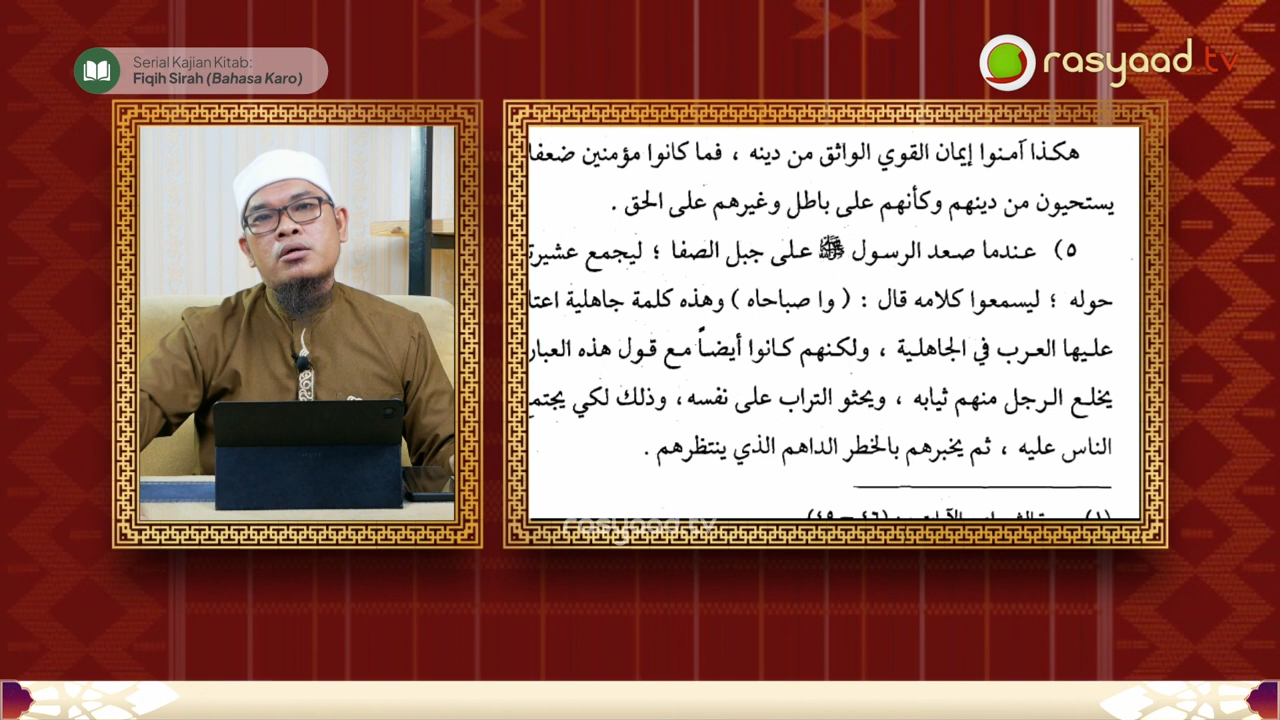 Serial Kajian Kitab:
Fiqih Sirah (Bahasa Karo)
rasyaad.tv
هكذا آمنوا إيمان القوي الواثق من دينه ، فما كانوا مؤمنين ضعفا
يستحيون من دينهم وكأنهم على باطل وغيرهم على الحق .
٥) عندما صعد الرسول ﷺ على جبل الصفا ؛ ليجمع عشيرتـ
حوله ؛ ليسمعوا كلامه قال : ( وا صباحاه ) وهذه كلمة جاهلية اعتا
عليها العرب في الجاهلية ، ولكنهم كانوا أيضاً مع قول هذه العبار
يخلع الرجل منهم ثيابه ، ويحثو التراب على نفسه، وذلك لكي يجتمـ
الناس عليه ، ثم يخبرهم بالخطر الداهم الذي ينتظرهم .
rasyaad.tv